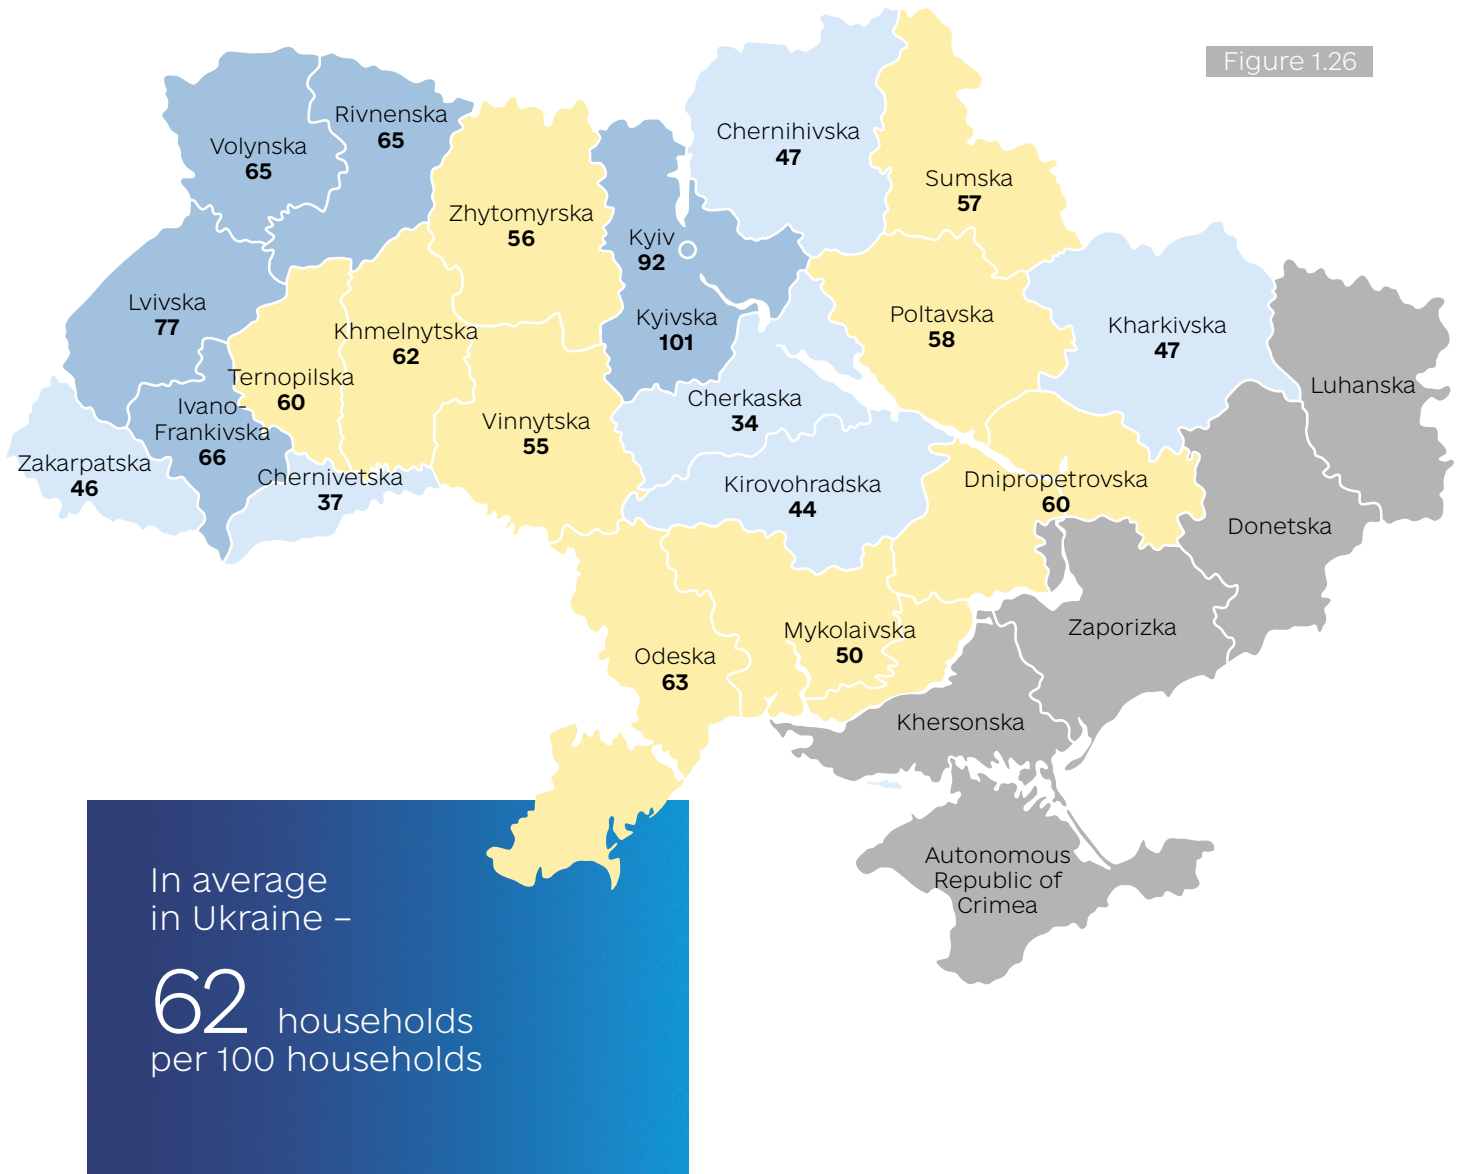 Figure 1.26
Rivnenska
65
Volynska
65
Chernihivska
47
Sumska
57
Zhytomyrska
56
Kyiv
92
Lvivska
77
Khmelnytska
62
Kyivska
101
Poltavska
58
Kharkivska
47
Ternopilska
60
Luhanska
Ivano-
Frankivska
66
Vinnytska
55
Cherkaska
34
Zakarpatska
46
Chernivetska
37
Kirovohradska
44
Dnipropetrovska
60
Donetska
Odeska
63
Mykolaivska
50
Zaporizka
Khersonska
Autonomous
Republic of
Crimea
In average
in Ukraine –
62 households
per 100 households